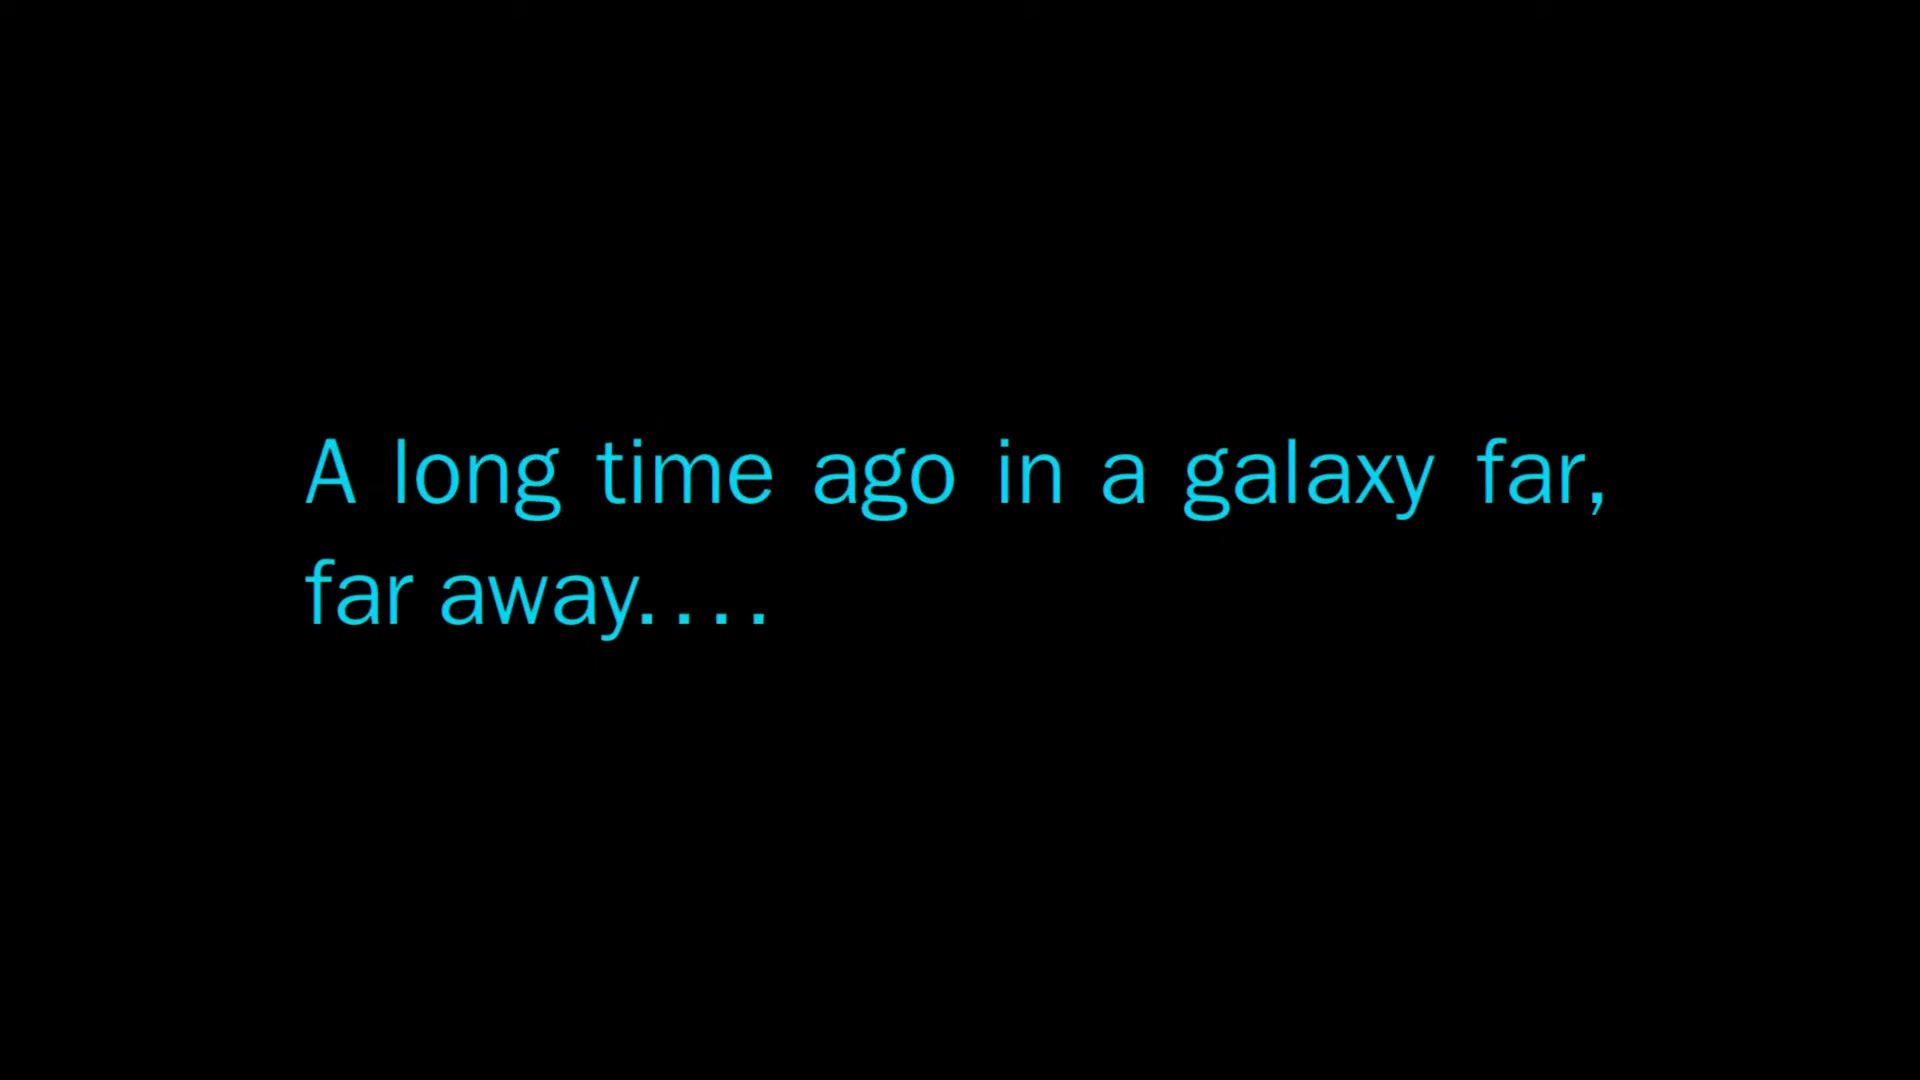 A long time ago in a galaxy far,
far away. . . .